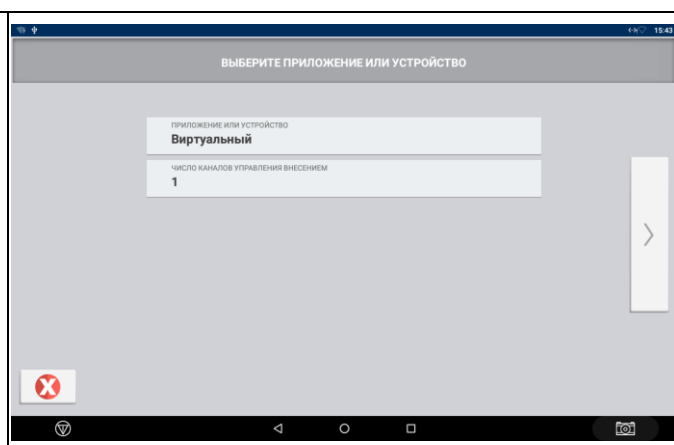 15:43
ВЫБЕРИТЕ ПРИЛОЖЕНИЕ ИЛИ УСТРОЙСТВО
ПРИЛОЖЕНИЕ ИЛИ УСТРОЙСТВО
Виртуальный
ЧИСЛО КАНАЛОВ УПРАВЛЕНИЯ ВНЕСЕНИЕМ
1